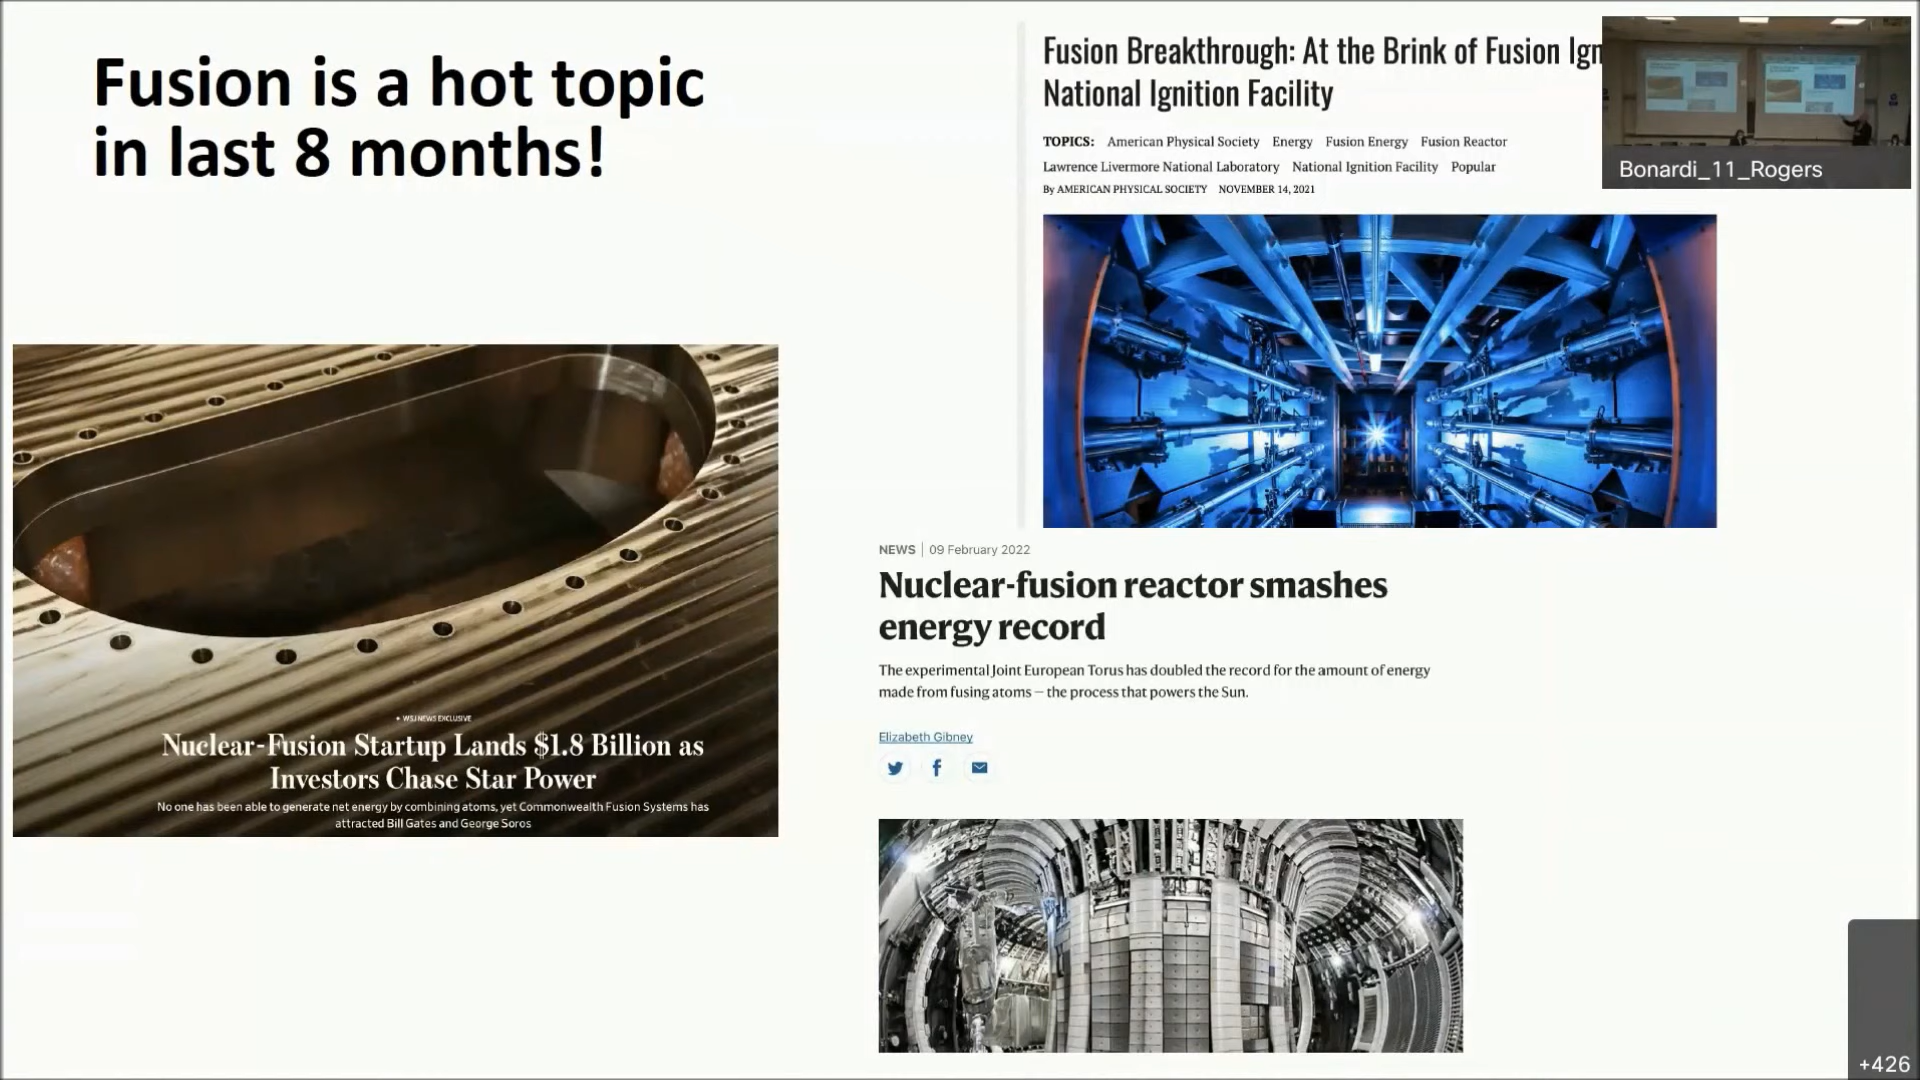 Fusion is a hot topic
in last 8 months!
Fusion Breakthrough: At the Brink of Fusion Ign
National Ignition Facility
TOPICS: American Physical Society Energy Fusion Energy Fusion Reactor
Lawrence Livermore National Laboratory National Ignition Facility Popular
By AMERICAN PHYSICAL SOCIETY NOVEMBER 14, 2021
Bonardi_11_Rogers
WSJ NEWS EXCLUSIVE
Nuclear-Fusion Startup Lands $1.8 Billion as
Investors Chase Star Power
No one has been able to generate net energy by combining atoms, yet Commonwealth Fusion Systems has
attracted Bill Gates and George Soros
NEWS | 09 February 2022
Nuclear-fusion reactor smashes
energy record
The experimental Joint European Torus has doubled the record for the amount of energy
made from fusing atoms — the process that powers the Sun.
Elizabeth Gibney
+426